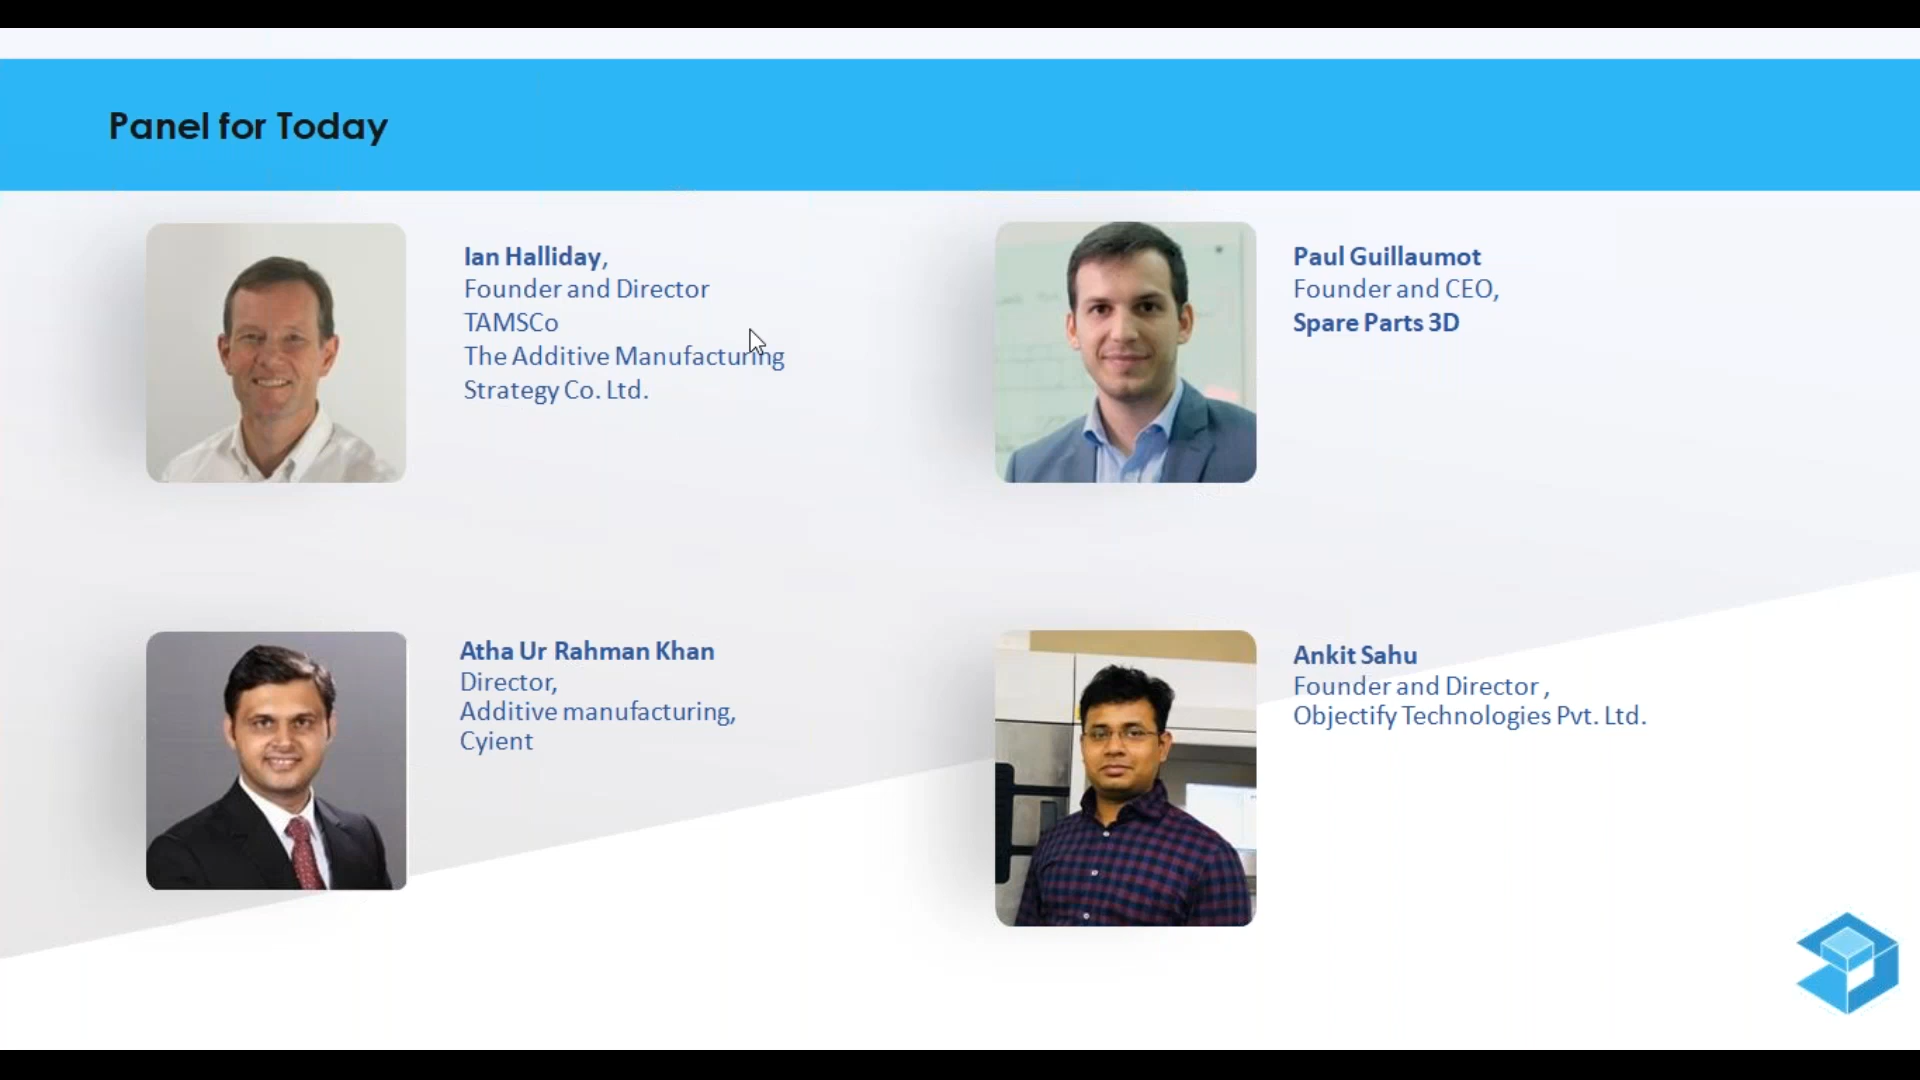 Panel for Today
Ian Halliday,
Founder and Director
TAMSCo
The Additive Manufacturing
Strategy Co. Ltd.
Paul Guillaumot
Founder and CEO,
Spare Parts 3D
Atha Ur Rahman Khan
Director,
Additive manufacturing,
Cyient
Ankit Sahu
Founder and Director ,
Objectify Technologies Pvt. Ltd.